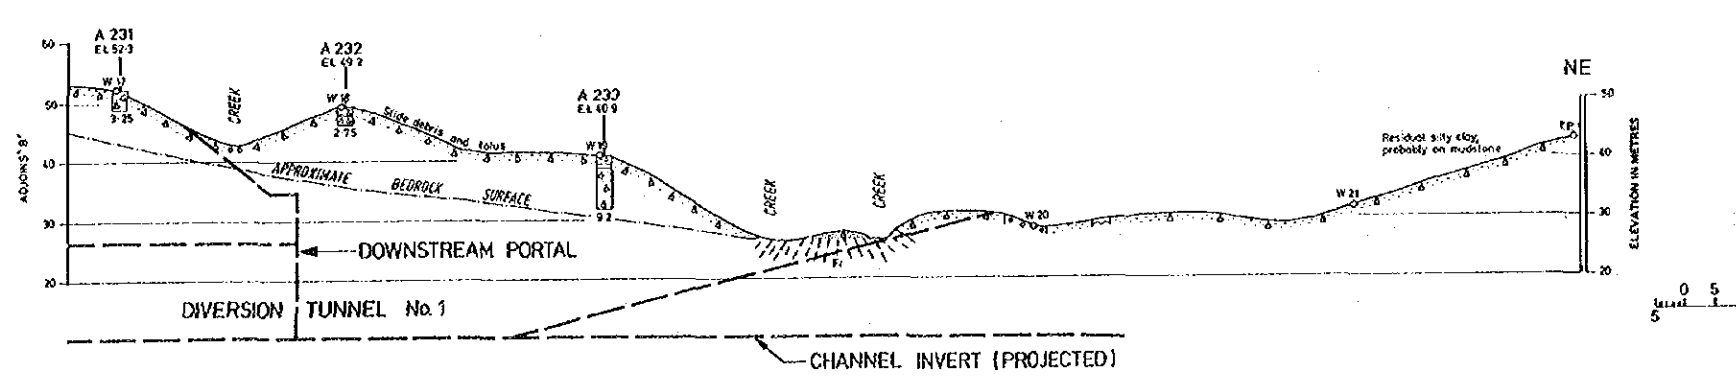 A 231
EL 52·3
A 232
EL 49·2
A 230
EL 40·9
NE
60
50
40
30
20
ADJOINS 'B'
W 17
3·25
CREEK
W 18
2·75
Slide debris and talus
W 19
9·2
APPROXIMATE BEDROCK SURFACE
CREEK
CREEK
Fr
W 20
W 21
Residual silty clay,
probably on mudstone
50
40
30
20
ELEVATION IN METRES
DOWNSTREAM PORTAL
DIVERSION TUNNEL No. 1
CHANNEL INVERT (PROJECTED)
0 5
5